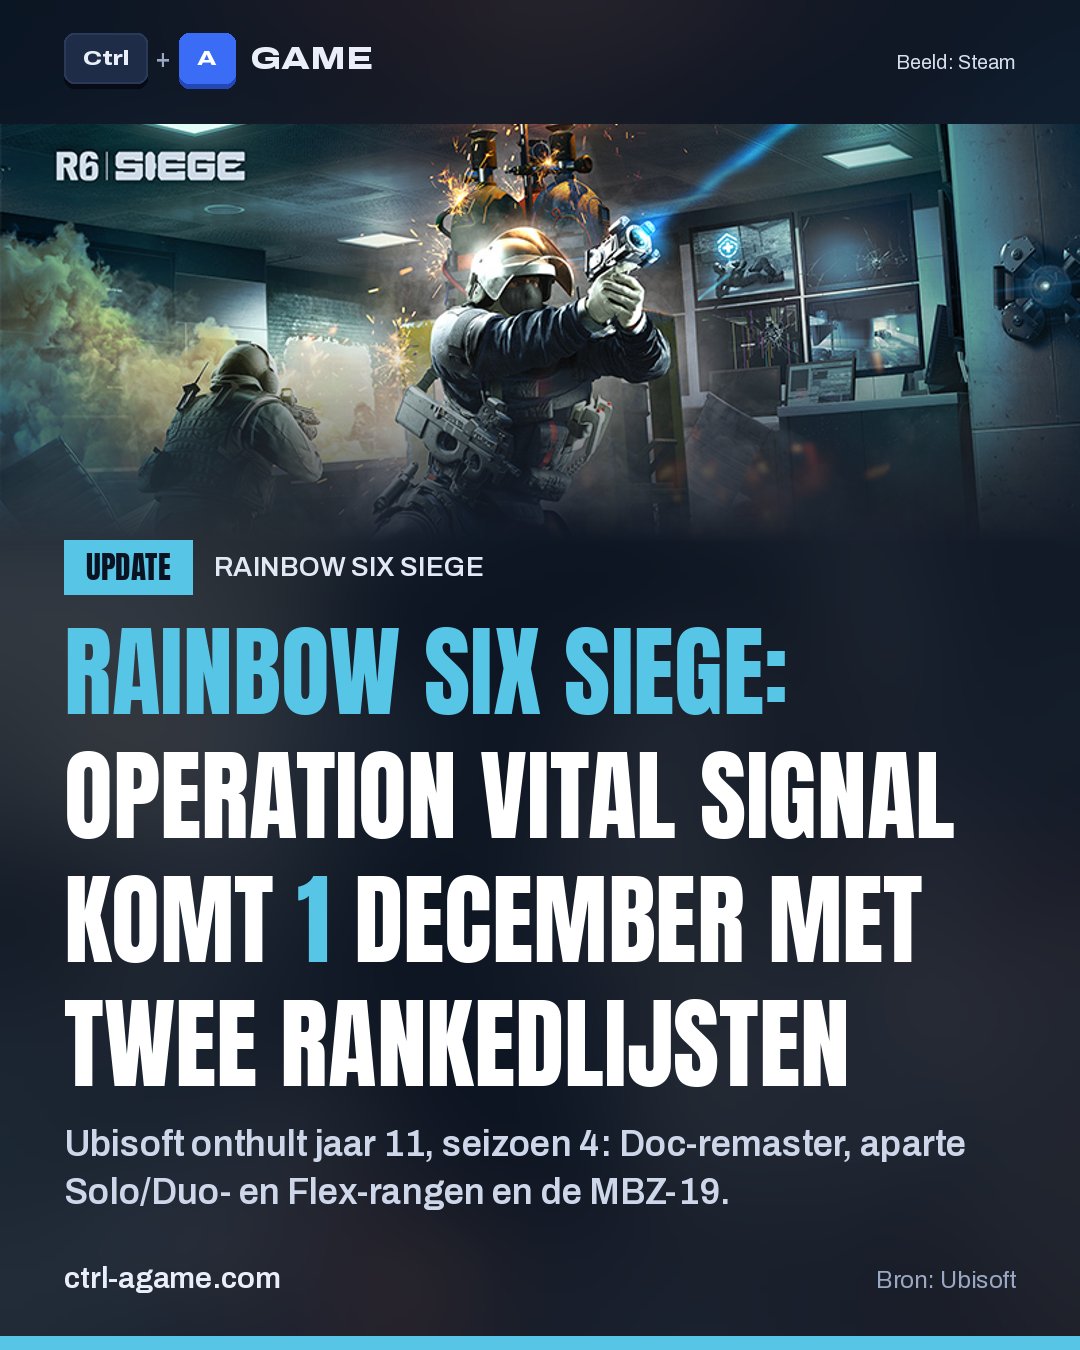 Ctrl + A GAME
Beeld: Steam
R6 | SIEGE
UPDATE RAINBOW SIX SIEGE
RAINBOW SIX SIEGE:
OPERATION VITAL SIGNAL
KOMT 1 DECEMBER MET
TWEE RANKEDLIJSTEN
Ubisoft onthult jaar 11, seizoen 4: Doc-remaster, aparte
Solo/Duo- en Flex-rangen en de MBZ-19.
ctrl-agame.com
Bron: Ubisoft